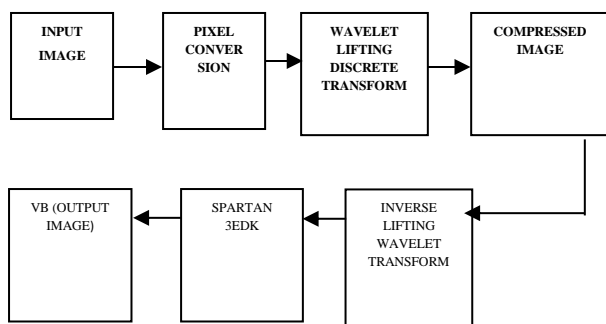 INPUT
IMAGE
PIXEL
CONVER
SION
WAVELET
LIFTING
DISCRETE
TRANSFORM
COMPRESSED
IMAGE
VB (OUTPUT
IMAGE)
SPARTAN
3EDK
INVERSE
LIFTING
WAVELET
TRANSFORM